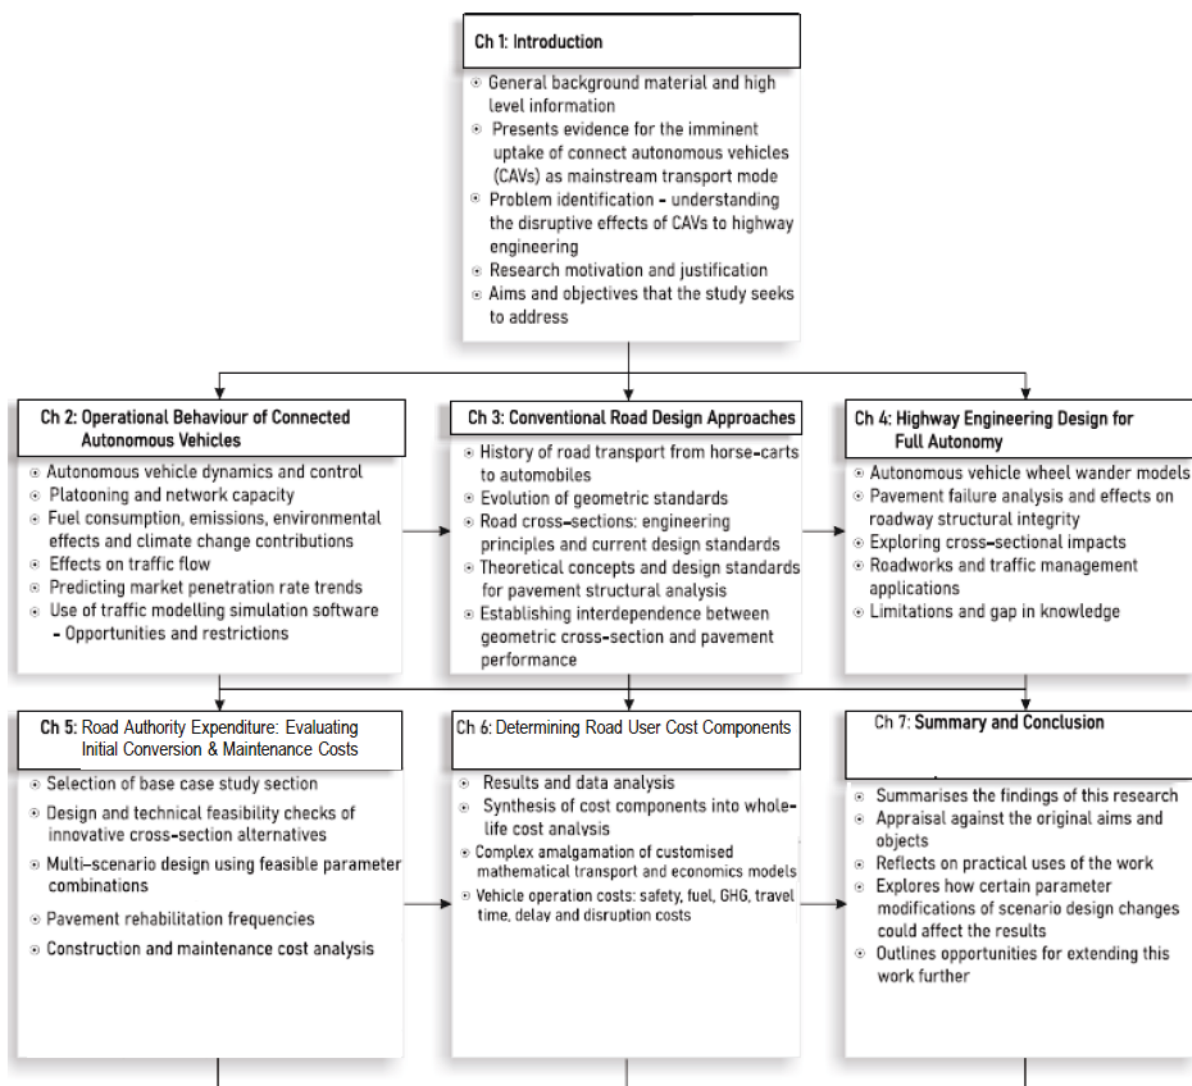 Ch 1: Introduction
General background material and high
level information
Presents evidence for the imminent
uptake of connect autonomous vehicles
(CAVs) as mainstream transport mode
Problem identification – understanding
the disruptive effects of CAVs to highway
engineering
Research motivation and justification
Aims and objectives that the study seeks
to address
Ch 2: Operational Behaviour of Connected
Autonomous Vehicles
Autonomous vehicle dynamics and control
Platooning and network capacity
Fuel consumption, emissions, environmental
effects and climate change contributions
Effects on traffic flow
Predicting market penetration rate trends
Use of traffic modelling simulation software
– Opportunities and restrictions
Ch 3: Conventional Road Design Approaches
History of road transport from horse-carts
to automobiles
Evolution of geometric standards
Road cross-sections: engineering
principles and current design standards
Theoretical concepts and design standards
for pavement structural analysis
Establishing interdependence between
geometric cross-section and pavement
performance
Ch 4: Highway Engineering Design for
Full Autonomy
Autonomous vehicle wheel wander models
Pavement failure analysis and effects on
roadway structural integrity
Exploring cross-sectional impacts
Roadworks and traffic management
applications
Limitations and gap in knowledge
Ch 5: Road Authority Expenditure: Evaluating
Initial Conversion & Maintenance Costs
Selection of base case study section
Design and technical feasibility checks of
innovative cross-section alternatives
Multi-scenario design using feasible parameter
combinations
Pavement rehabilitation frequencies
Construction and maintenance cost analysis
Ch 6: Determining Road User Cost Components
Results and data analysis
Synthesis of cost components into whole-
life cost analysis
Complex amalgamation of customised
mathematical transport and economics models
Vehicle operation costs: safety, fuel, GHG, travel
time, delay and disruption costs
Ch 7: Summary and Conclusion
Summarises the findings of this research
Appraisal against the original aims and
objects
Reflects on practical uses of the work
Explores how certain parameter
modifications of scenario design changes
could affect the results
Outlines opportunities for extending this
work further